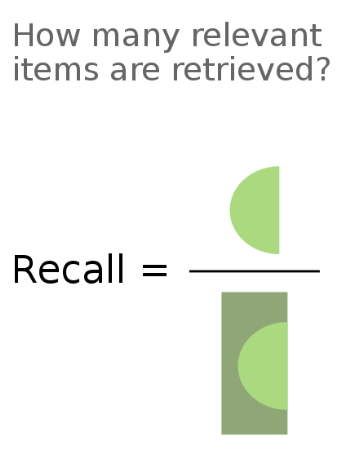 How many relevant
items are retrieved?
Recall =